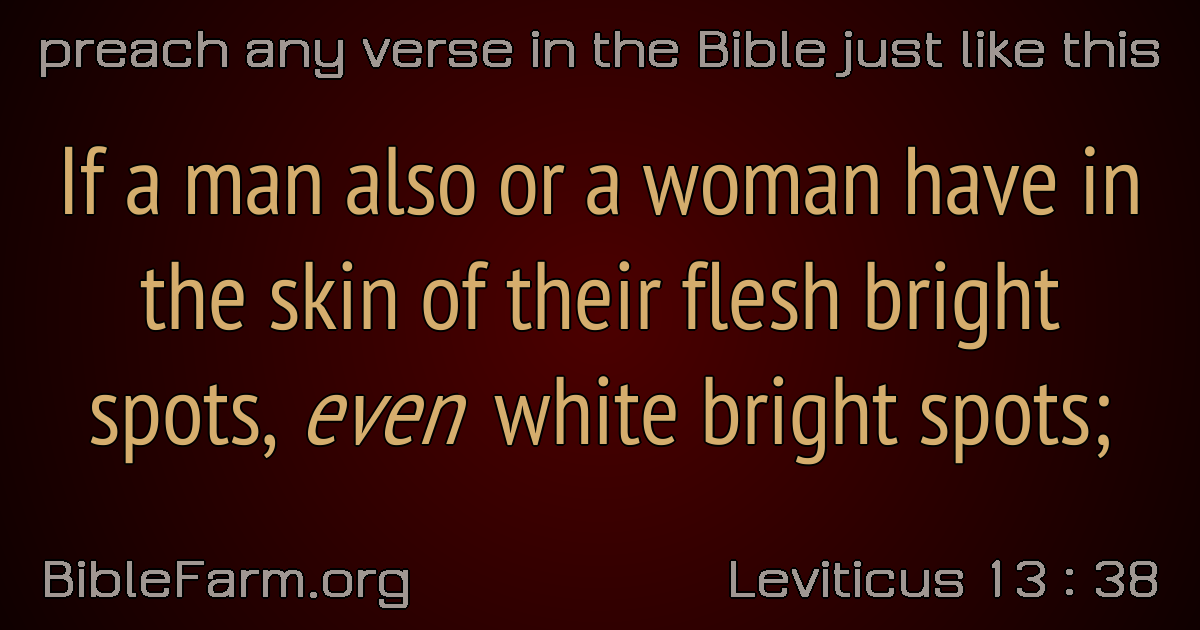 preach any verse in the Bible just like this
If a man also or a woman have in
the skin of their flesh bright
spots, even white bright spots;
BibleFarm.org
Leviticus 13 : 38